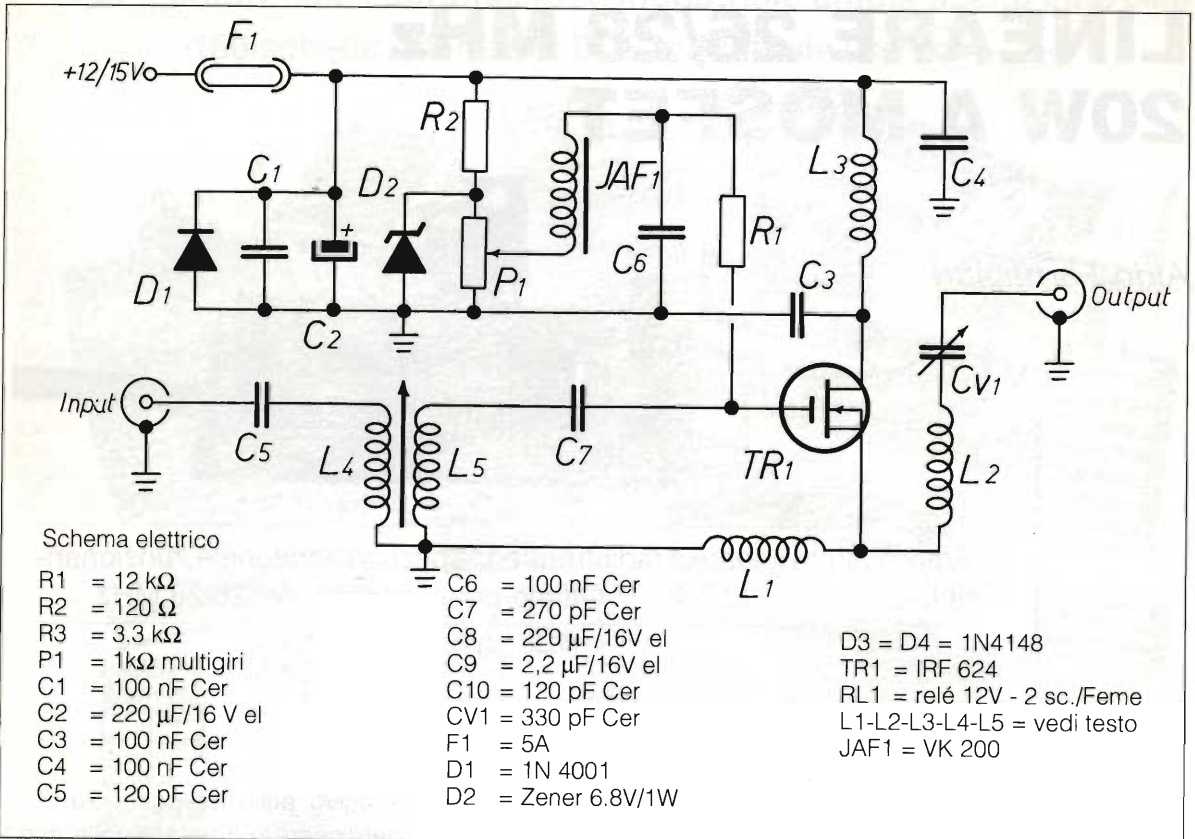 LINEARE 26/28 MHz
20W A MOSFET
F1
+12/15V
R2
C1
D2
JAF1
L3
C4
D1
+
C2
P1
C6
R1
C3
Output
CV1
Input
C5
L4
L5
C7
TR1
L2
L1
Schema elettrico
R1 = 12 kΩ
R2 = 120 Ω
R3 = 3.3 kΩ
P1 = 1kΩ multigiri
C1 = 100 nF Cer
C2 = 220 µF/16 V el
C3 = 100 nF Cer
C4 = 100 nF Cer
C5 = 120 pF Cer
C6 = 100 nF Cer
C7 = 270 pF Cer
C8 = 220 µF/16V el
C9 = 2,2 µF/16V el
C10 = 120 pF Cer
CV1 = 330 pF Cer
F1 = 5A
D1 = 1N 4001
D2 = Zener 6.8V/1W
D3 = D4 = 1N4148
TR1 = IRF 624
RL1 = relé 12V - 2 sc./Feme
L1-L2-L3-L4-L5 = vedi testo
JAF1 = VK 200